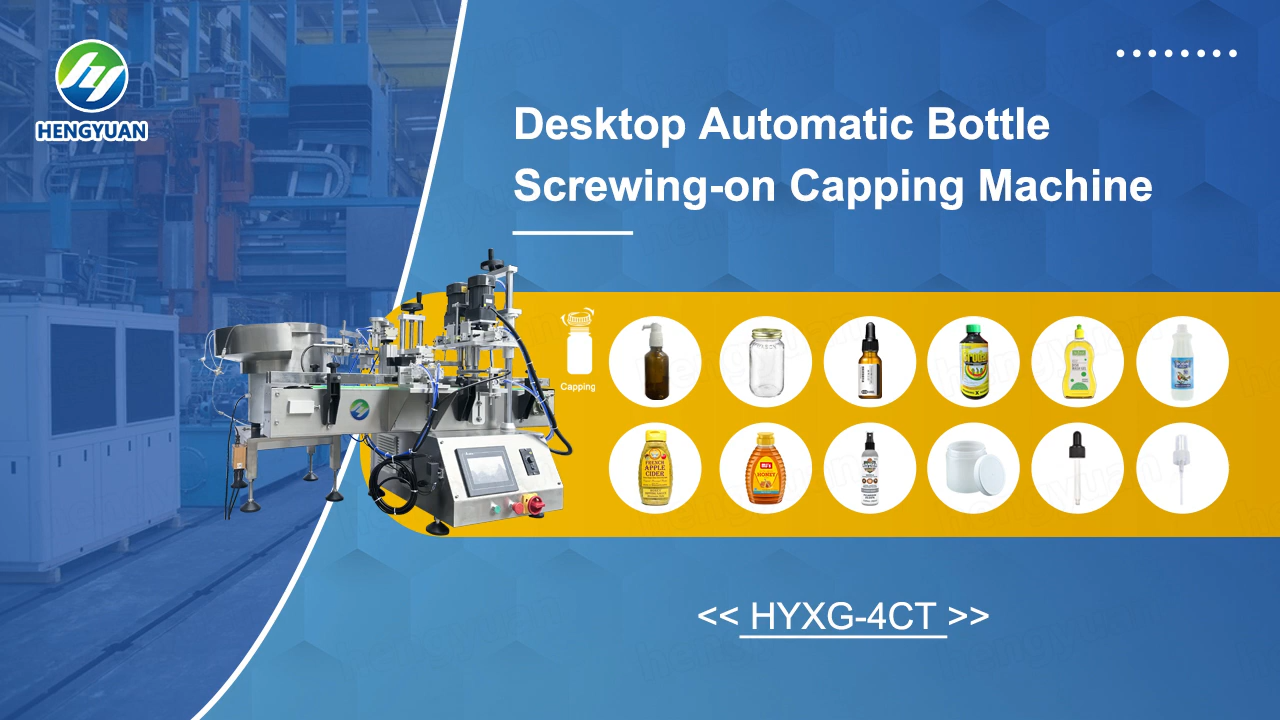 HENGYUAN
Desktop Automatic Bottle
Screwing-on Capping Machine
Capping
FRENCH
APPLE
CIDER
HONEY
<< HYXG-4CT >>